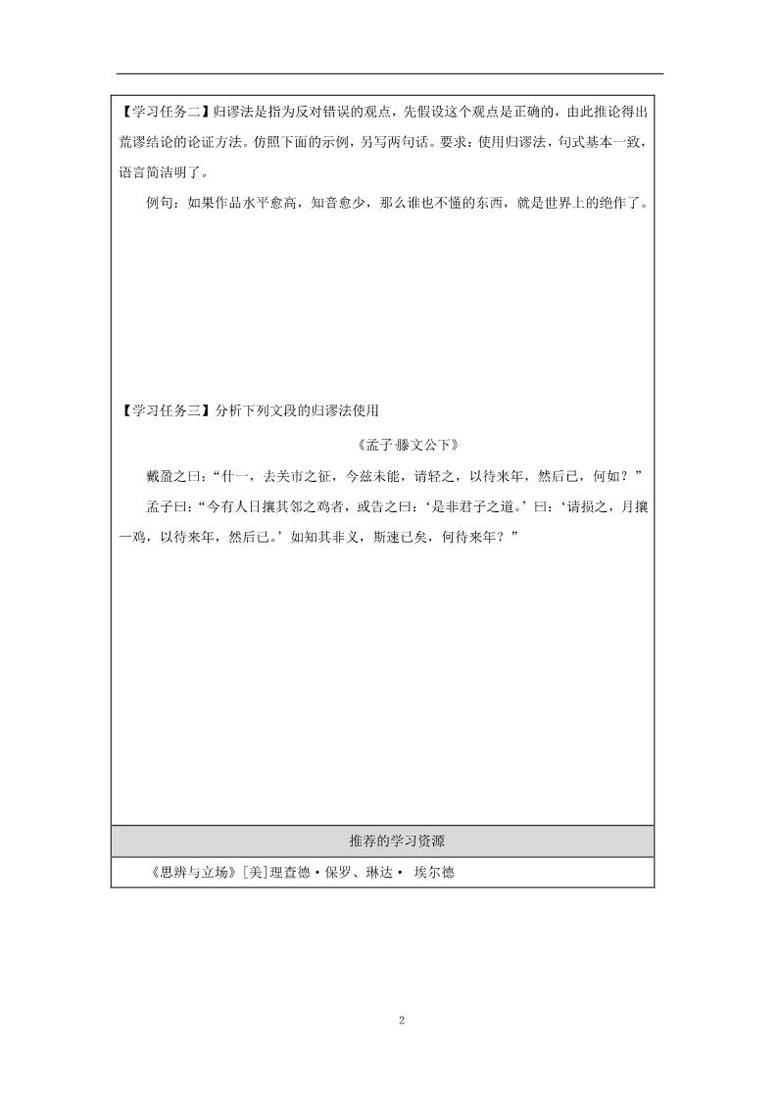 【学习任务二】归谬法是指为反对错误的观点，先假设这个观点是正确的，由此推论得出
荒谬结论的论证方法。仿照下面的示例，另写两句话。要求：使用归谬法，句式基本一致，
语言简洁明了。
例句：如果作品水平愈高，知音愈少，那么谁也不懂的东西，就是世界上的绝作了。
【学习任务三】分析下列文段的归谬法使用
《孟子·滕文公下》
戴盈之曰：“什一，去关市之征，今兹未能，请轻之，以待来年，然后已，何如？”
孟子曰：“今有人日攘其邻之鸡者，或告之曰：‘是非君子之道。’曰：‘请损之，月攘
一鸡，以待来年，然后已。’如知其非义，斯速已矣，何待来年？”
推荐的学习资源
《思辨与立场》[美]理查德·保罗、琳达· 埃尔德
2